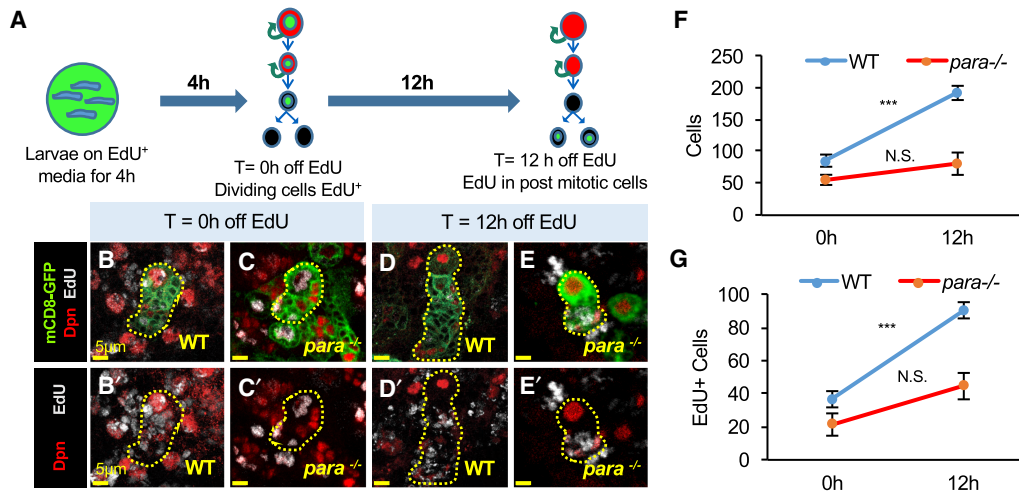 A
4h
12h
Larvae on EdU⁺
media for 4h
T= 0h off EdU
Dividing cells EdU⁺
T= 12 h off EdU
EdU in post mitotic cells
T = 0h off EdU
T = 12h off EdU
mCD8-GFP
Dpn EdU
B
5µm
WT
C
para -/-
D
WT
E
para -/-
Dpn EdU
B′
5µm
WT
C′
para -/-
D′
WT
E′
para -/-
F
WT
para-/-
Cells
250
200
150
100
50
0
***
N.S.
0h
12h
G
WT
para-/-
EdU+ Cells
100
80
60
40
20
0
***
N.S.
0h
12h